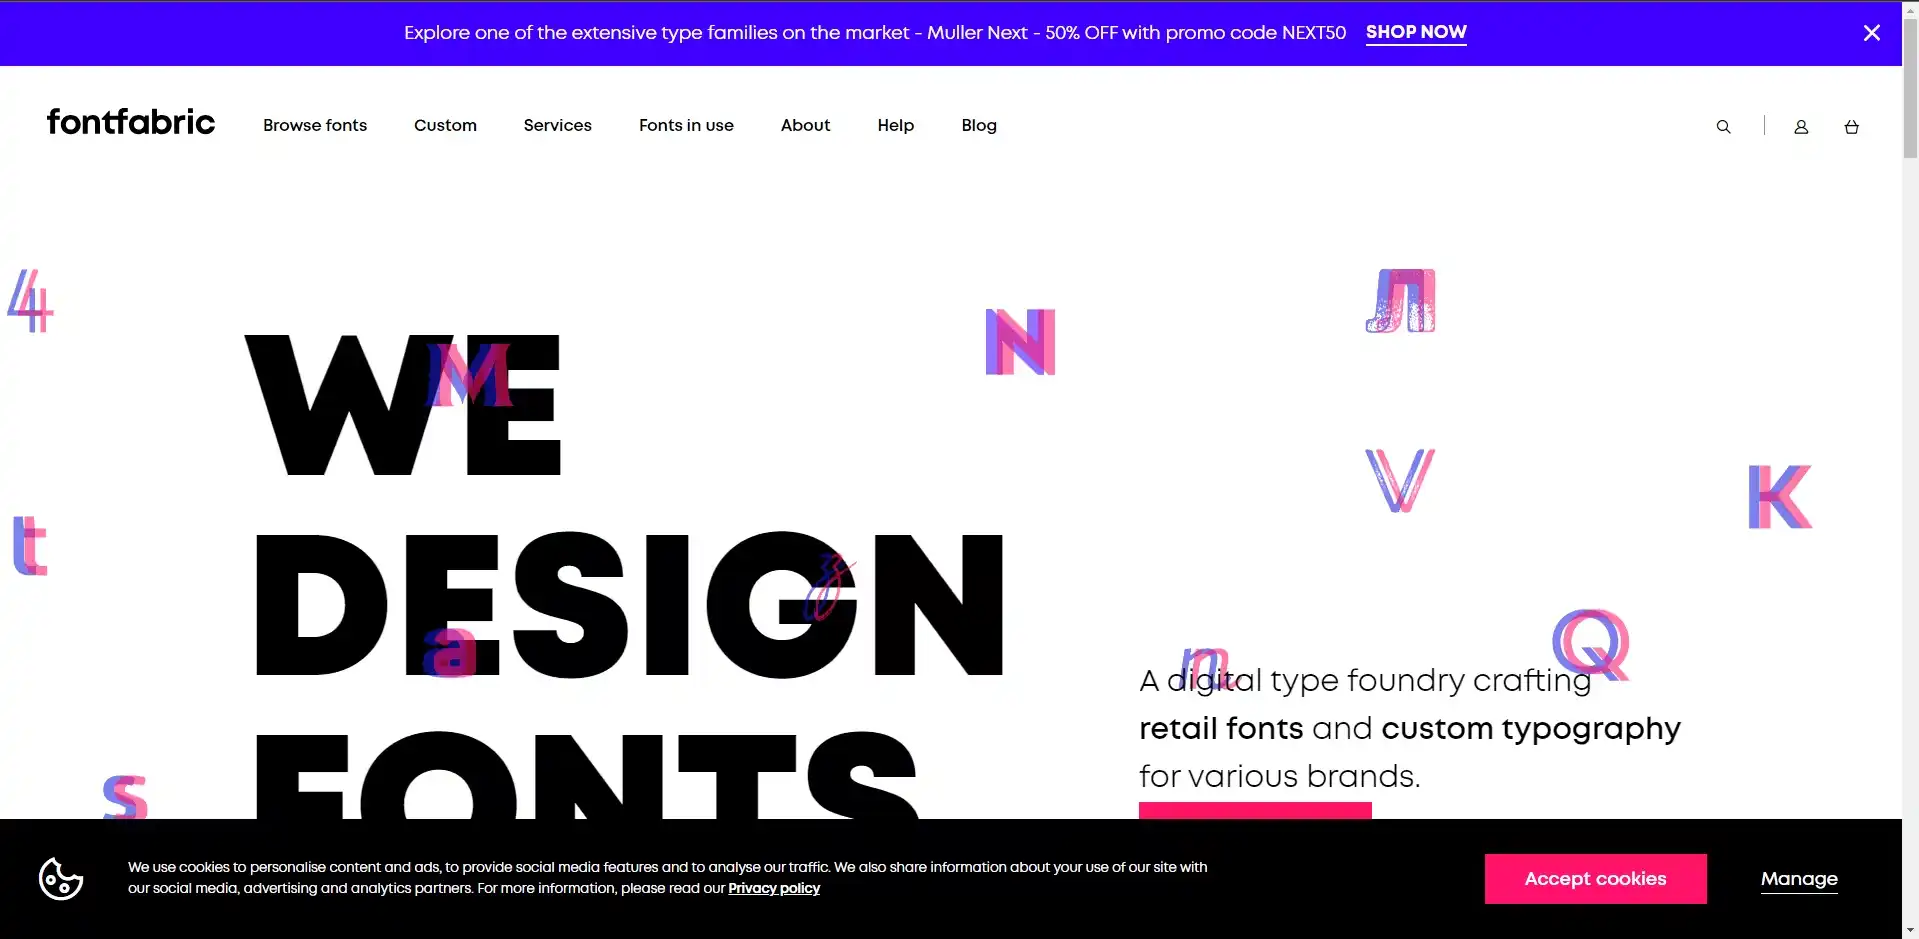 Explore one of the extensive type families on the market - Muller Next - 50% OFF with promo code NEXT50 SHOP NOW
fontfabric Browse fonts Custom Services Fonts in use About Help Blog
4
N
Л
WE
M
V
K
t
DESIGN
z
a
Q
n
A digital type foundry crafting
retail fonts and custom typography
for various brands.
FONTS
s
We use cookies to personalise content and ads, to provide social media features and to analyse our traffic. We also share information about your use of our site with
our social media, advertising and analytics partners. For more information, please read our Privacy policy
Accept cookies
Manage